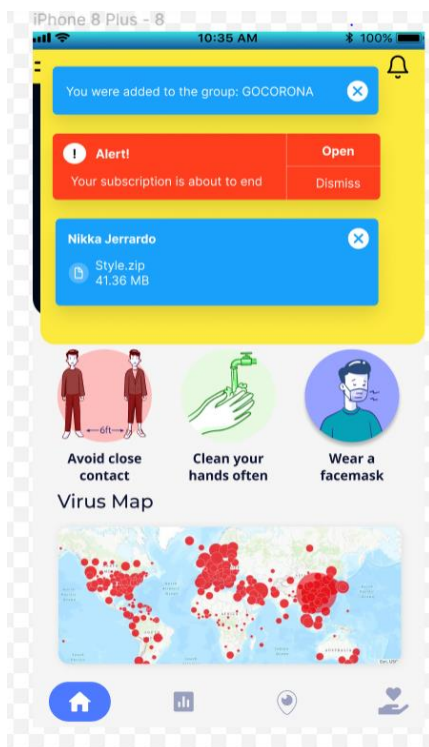 iPhone 8 Plus - 8
10:35 AM
100%
You were added to the group: GOCORONA
! Alert!
Open
Your subscription is about to end
Dismiss
Nikka Jerrardo
Style.zip
41.36 MB
6ft
Avoid close
contact
Clean your
hands often
Wear a
facemask
Virus Map